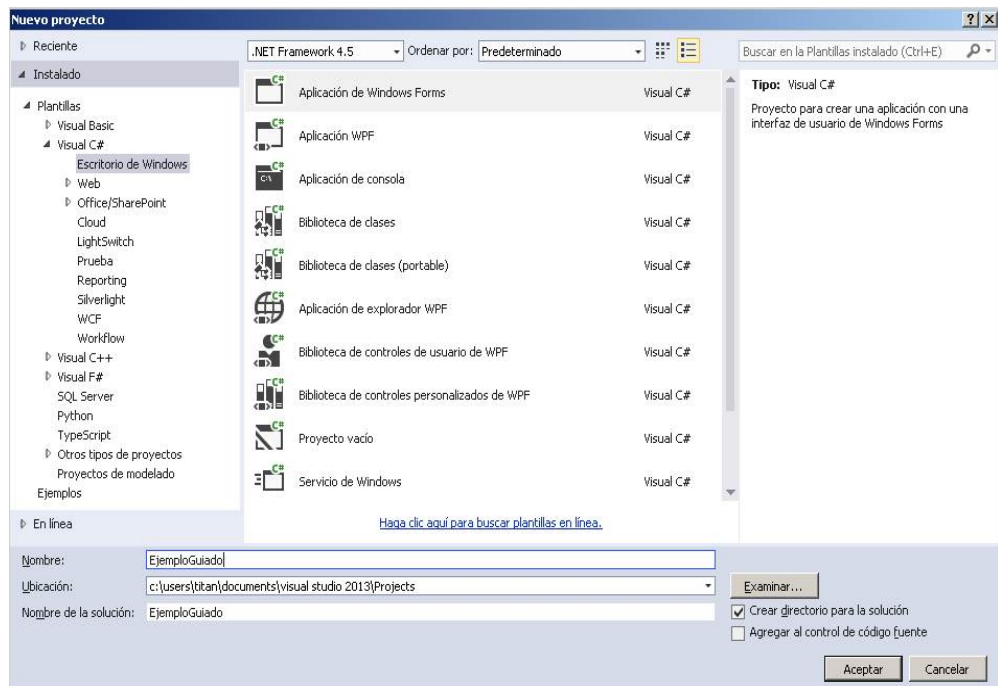 Nuevo proyecto
Reciente
.NET Framework 4.5
Ordenar por:
Predeterminado
Buscar en la Plantillas instalado (Ctrl+E)
Instalado
Plantillas
Visual Basic
Visual C#
Escritorio de Windows
Web
Office/SharePoint
Cloud
LightSwitch
Prueba
Reporting
Silverlight
WCF
Workflow
Visual C++
Visual F#
SQL Server
Python
TypeScript
Otros tipos de proyectos
Proyectos de modelado
Ejemplos
En línea
Aplicación de Windows Forms Visual C#
Aplicación WPF Visual C#
Aplicación de consola Visual C#
Biblioteca de clases Visual C#
Biblioteca de clases (portable) Visual C#
Aplicación de explorador WPF Visual C#
Biblioteca de controles de usuario de WPF Visual C#
Biblioteca de controles personalizados de WPF Visual C#
Proyecto vacío Visual C#
Servicio de Windows Visual C#
Haga clic aquí para buscar plantillas en línea.
Tipo: Visual C#
Proyecto para crear una aplicación con una
interfaz de usuario de Windows Forms
Nombre: EjemploGuiado
Ubicación: c:\users\titan\documents\visual studio 2013\Projects
Examinar...
Nombre de la solución: EjemploGuiado
Crear directorio para la solución
Agregar al control de código fuente
Aceptar
Cancelar